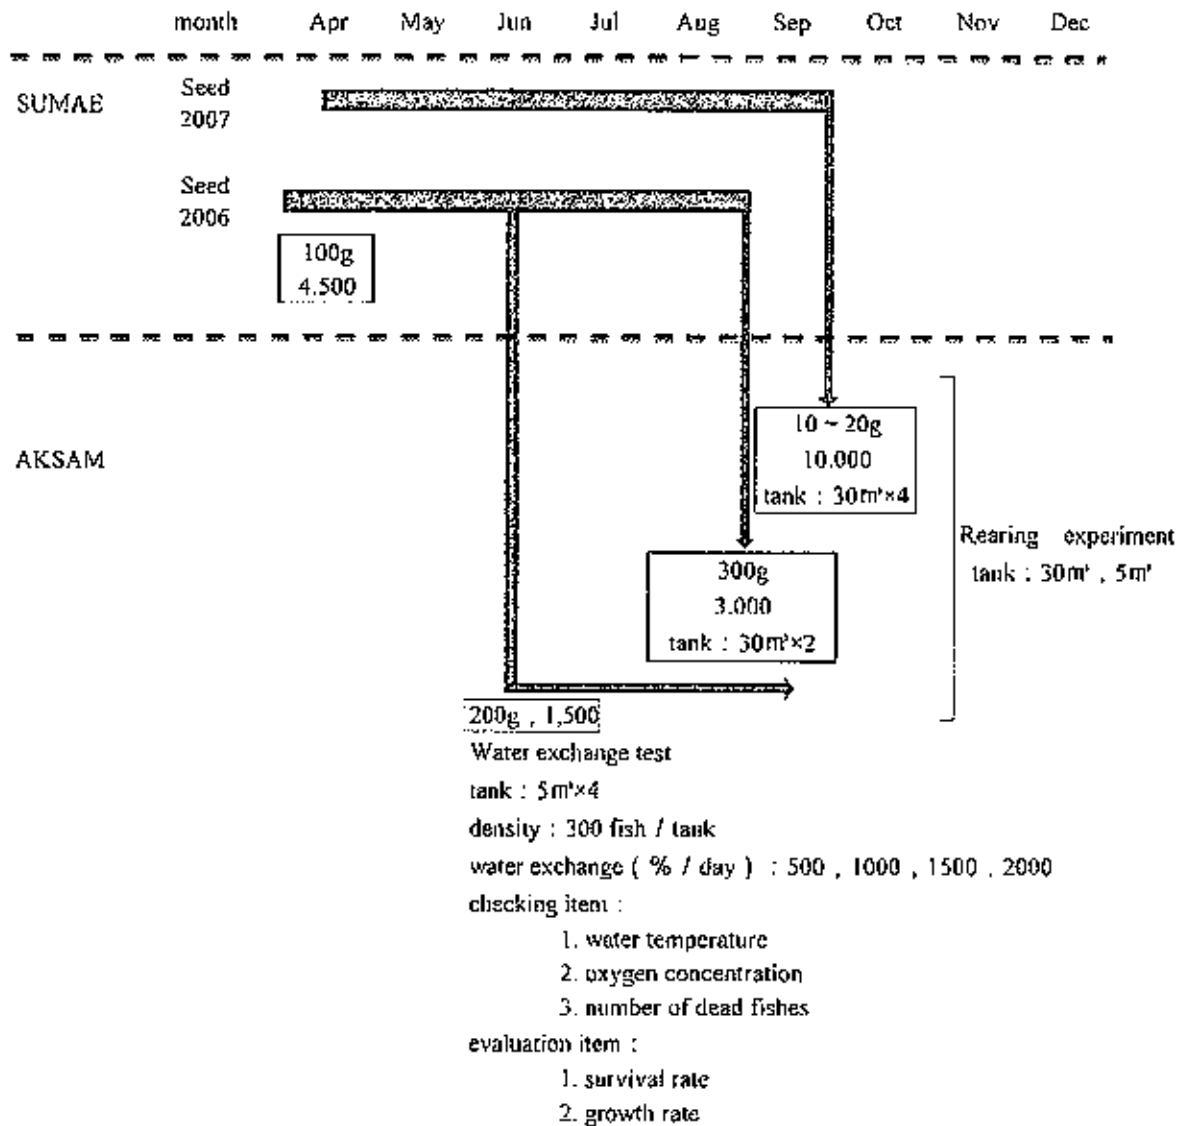 month Apr May Jun Jul Aug Sep Oct Nov Dec
SUMAE
Seed
2007
Seed
2006
100g
4.500
AKSAM
10 ~ 20g
10.000
tank : 30m³×4
300g
3.000
tank : 30m³×2
Rearing experiment
tank : 30m³ , 5m³
200g , 1,500
Water exchange test
tank : 5m³×4
density : 300 fish / tank
water exchange ( % / day ) : 500 , 1000 , 1500 , 2000
checking item :
1. water temperature
2. oxygen concentration
3. number of dead fishes
evaluation item :
1. survival rate
2. growth rate